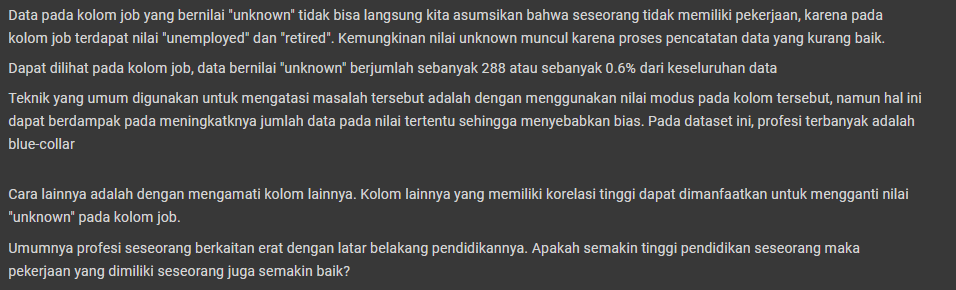 Data pada kolom job yang bernilai "unknown" tidak bisa langsung kita asumsikan bahwa seseorang tidak memiliki pekerjaan, karena pada
kolom job terdapat nilai "unemployed" dan "retired". Kemungkinan nilai unknown muncul karena proses pencatatan data yang kurang baik.
Dapat dilihat pada kolom job, data bernilai "unknown" berjumlah sebanyak 288 atau sebanyak 0.6% dari keseluruhan data
Teknik yang umum digunakan untuk mengatasi masalah tersebut adalah dengan menggunakan nilai modus pada kolom tersebut, namun hal ini
dapat berdampak pada meningkatknya jumlah data pada nilai tertentu sehingga menyebabkan bias. Pada dataset ini, profesi terbanyak adalah
blue-collar
Cara lainnya adalah dengan mengamati kolom lainnya. Kolom lainnya yang memiliki korelasi tinggi dapat dimanfaatkan untuk mengganti nilai
"unknown" pada kolom job.
Umumnya profesi seseorang berkaitan erat dengan latar belakang pendidikannya. Apakah semakin tinggi pendidikan seseorang maka
pekerjaan yang dimiliki seseorang juga semakin baik?